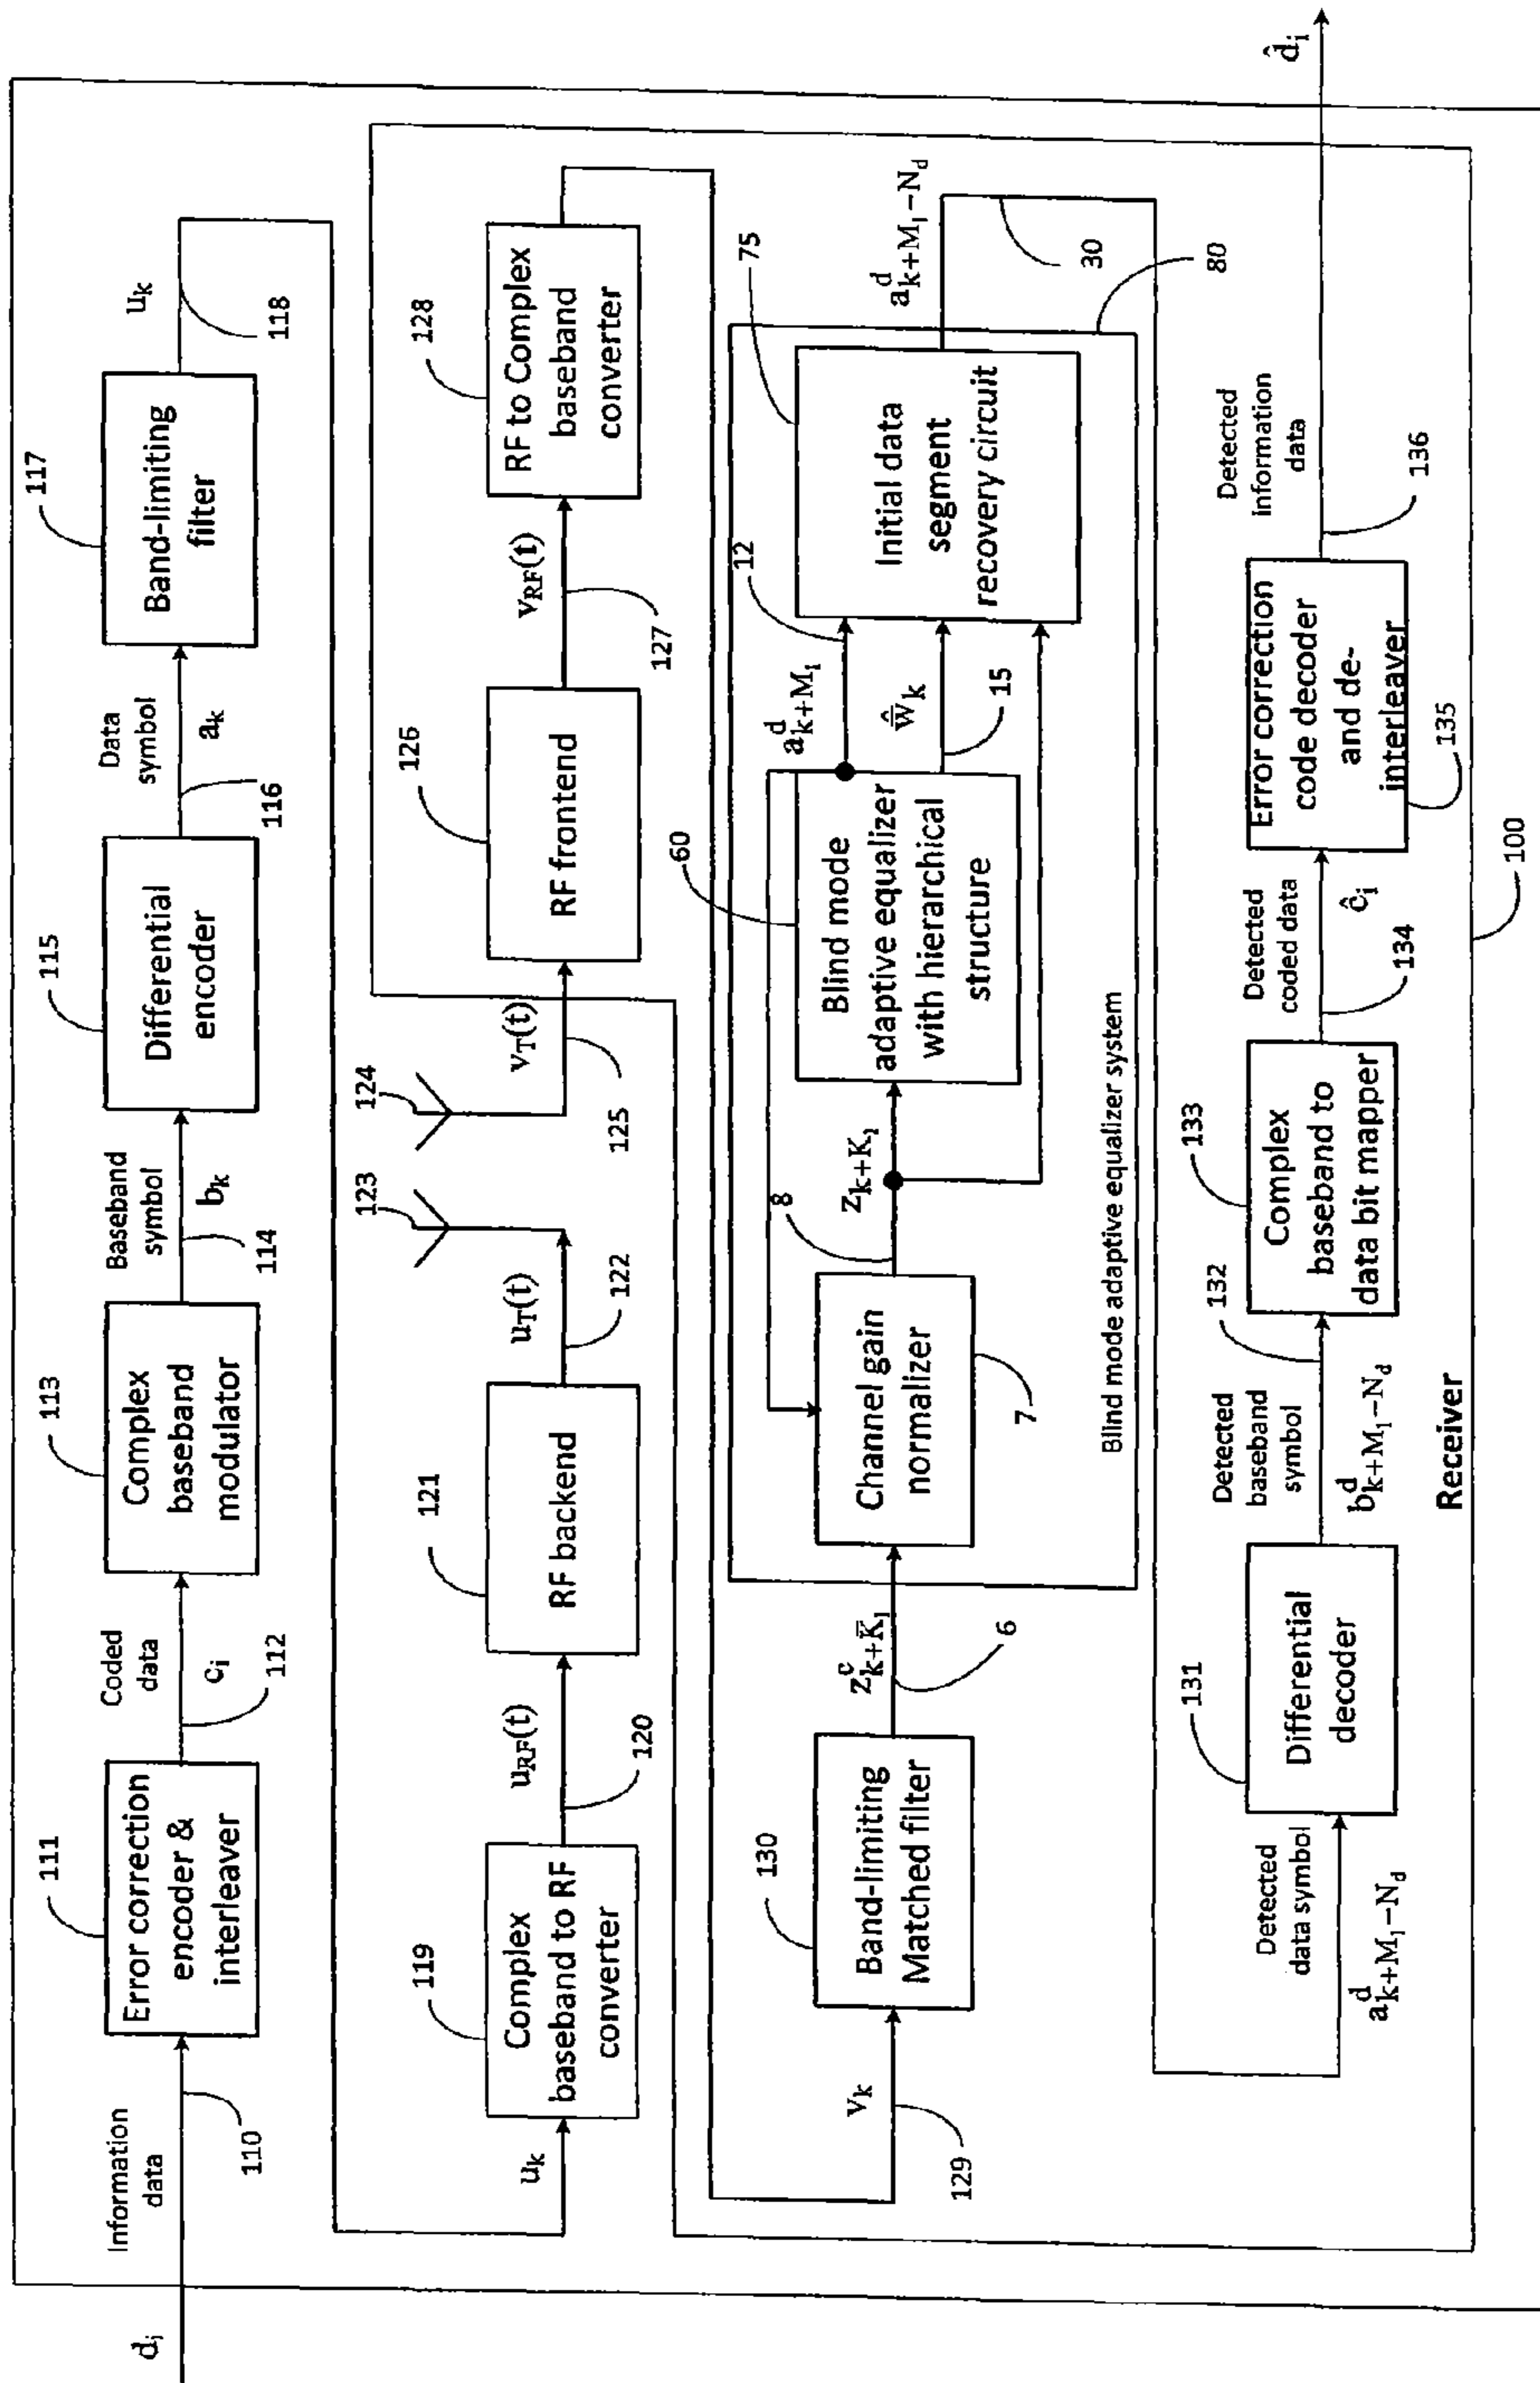 d_i
Information
data
110
111
Error correction
encoder &
interleaver
Coded
data
c_i
112
113
Complex
baseband
modulator
Baseband
symbol
b_k
114
115
Differential
encoder
Data
symbol
a_k
116
117
Band-limiting
filter
u_k
118
u_k
119
Complex
baseband to RF
converter
u_RF(t)
120
121
RF backend
u_T(t)
122
123
124
v_T(t)
125
126
RF frontend
v_RF(t)
127
128
RF to Complex
baseband
converter
v_k
129
130
Band-limiting
Matched filter
z^c_{k+K̄_1}
6
Channel gain
normalizer
7
8
z_{k+K_1}
60
Blind mode
adaptive equalizer
with hierarchical
structure
a^d_{k+M_1}
12
ŵ̄_k
15
75
Initial data
segment
recovery circuit
a^d_{k+M_1−N_d}
30
80
Blind mode adaptive equalizer system
Detected
data symbol
a^d_{k+M_1−N_d}
131
Differential
decoder
Detected
baseband
symbol
b^d_{k+M_1−N_d}
132
133
Complex
baseband to
data bit mapper
Detected
coded data
ĉ_i
134
Error correction
code decoder
and de-
interleaver
135
Detected
information
data
136
d̂_i
Receiver
100